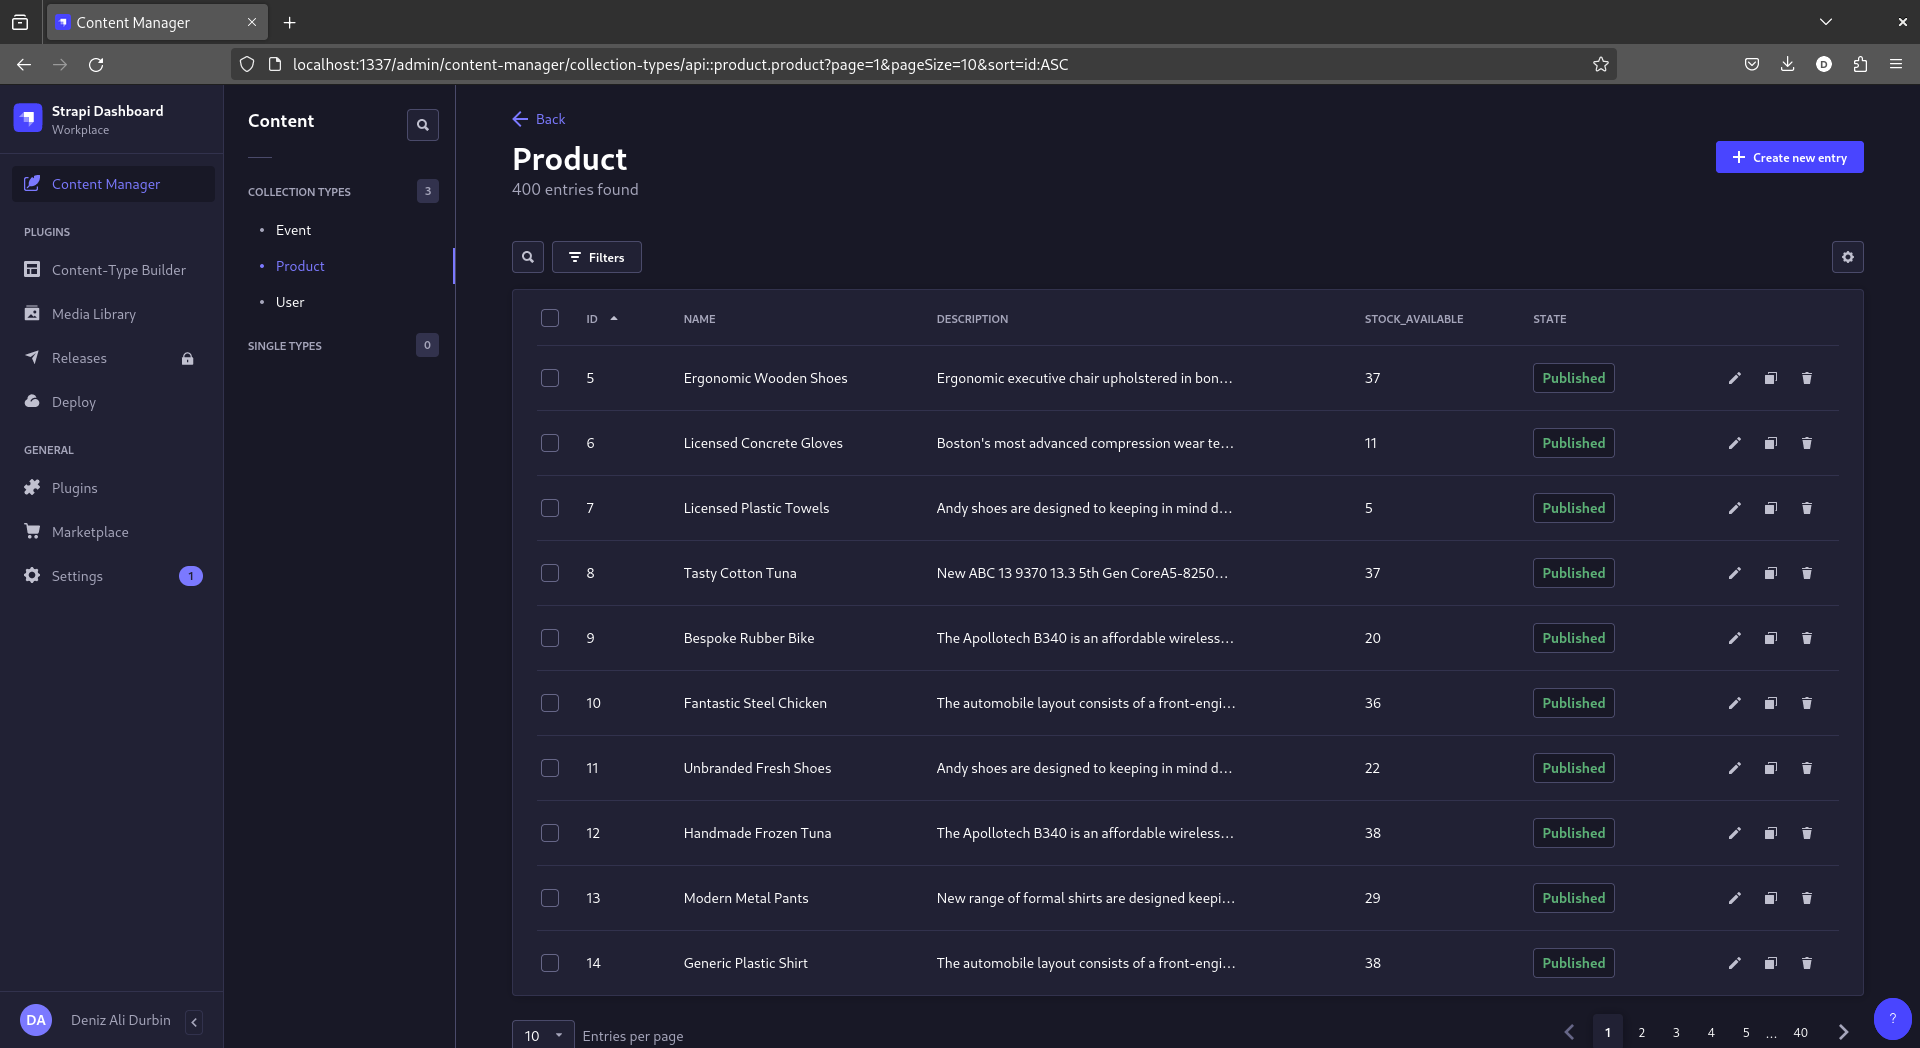 Content Manager
localhost:1337/admin/content-manager/collection-types/api::product.product?page=1&pageSize=10&sort=id:ASC
D
Strapi Dashboard
Workplace
Content Manager
PLUGINS
Content-Type Builder
Media Library
Releases
Deploy
GENERAL
Plugins
Marketplace
Settings 1
DA Deniz Ali Durbin
Content
COLLECTION TYPES 3
Event
Product
User
SINGLE TYPES 0
Back
Product
400 entries found
Create new entry
Filters
ID NAME DESCRIPTION STOCK_AVAILABLE STATE
5 Ergonomic Wooden Shoes Ergonomic executive chair upholstered in bon... 37 Published
6 Licensed Concrete Gloves Boston's most advanced compression wear te... 11 Published
7 Licensed Plastic Towels Andy shoes are designed to keeping in mind d... 5 Published
8 Tasty Cotton Tuna New ABC 13 9370 13.3 5th Gen CoreA5-8250... 37 Published
9 Bespoke Rubber Bike The Apollotech B340 is an affordable wireless... 20 Published
10 Fantastic Steel Chicken The automobile layout consists of a front-engi... 36 Published
11 Unbranded Fresh Shoes Andy shoes are designed to keeping in mind d... 22 Published
12 Handmade Frozen Tuna The Apollotech B340 is an affordable wireless... 38 Published
13 Modern Metal Pants New range of formal shirts are designed keepi... 29 Published
14 Generic Plastic Shirt The automobile layout consists of a front-engi... 38 Published
10 Entries per page
1 2 3 4 5 ... 40
?